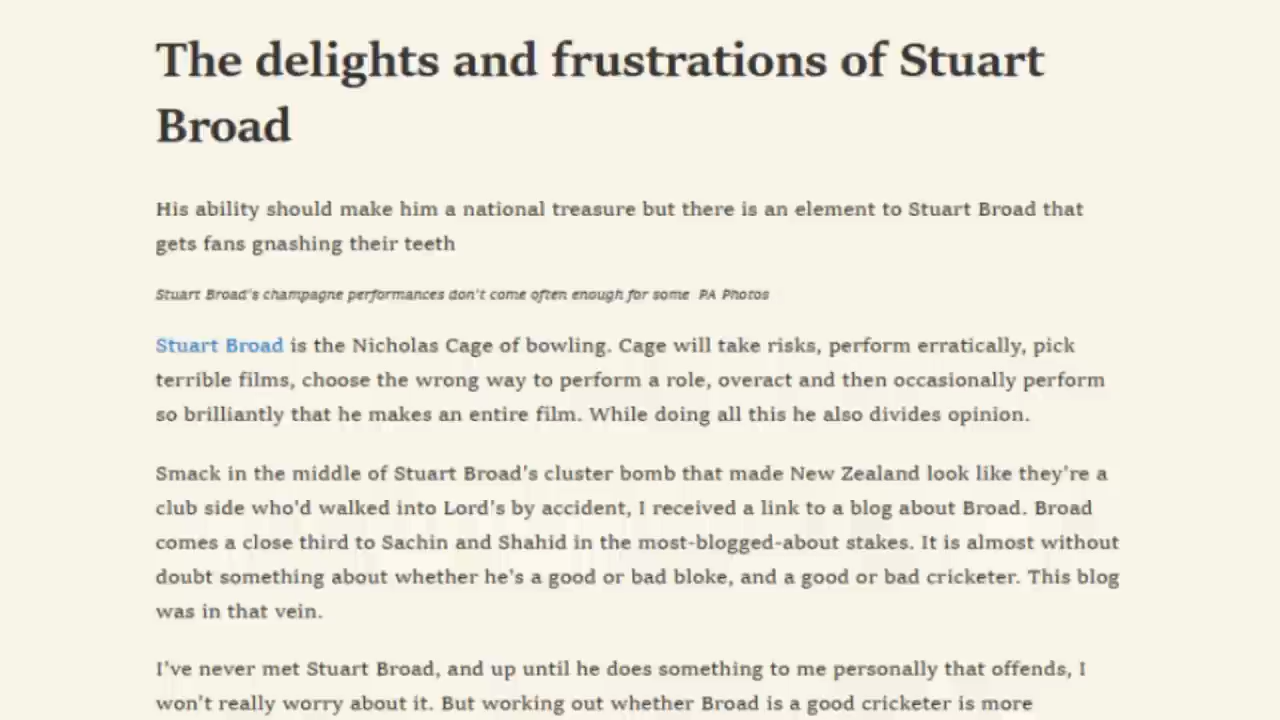 The delights and frustrations of Stuart
Broad
His ability should make him a national treasure but there is an element to Stuart Broad that
gets fans gnashing their teeth
Stuart Broad's champagne performances don't come often enough for some PA Photos
Stuart Broad is the Nicholas Cage of bowling. Cage will take risks, perform erratically, pick
terrible films, choose the wrong way to perform a role, overact and then occasionally perform
so brilliantly that he makes an entire film. While doing all this he also divides opinion.
Smack in the middle of Stuart Broad's cluster bomb that made New Zealand look like they're a
club side who'd walked into Lord's by accident, I received a link to a blog about Broad. Broad
comes a close third to Sachin and Shahid in the most-blogged-about stakes. It is almost without
doubt something about whether he's a good or bad bloke, and a good or bad cricketer. This blog
was in that vein.
I've never met Stuart Broad, and up until he does something to me personally that offends, I
won't really worry about it. But working out whether Broad is a good cricketer is more